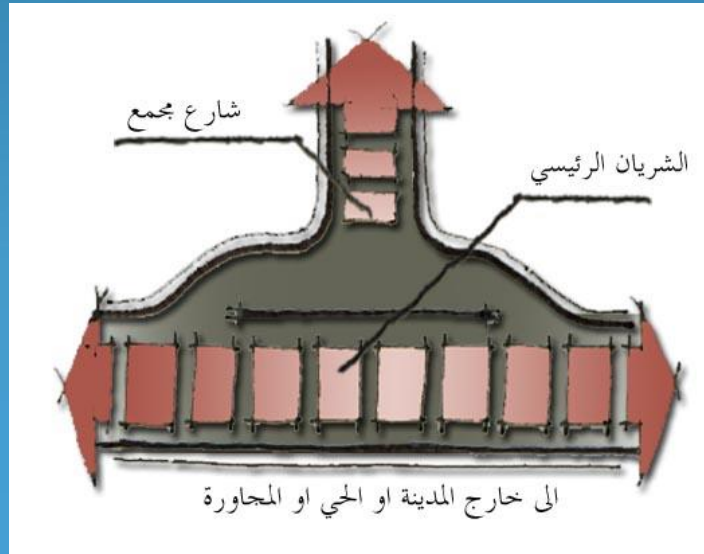 شارع مجمع
الشريان الرئيسي
الى خارج المدينة او الحي او المجاورة